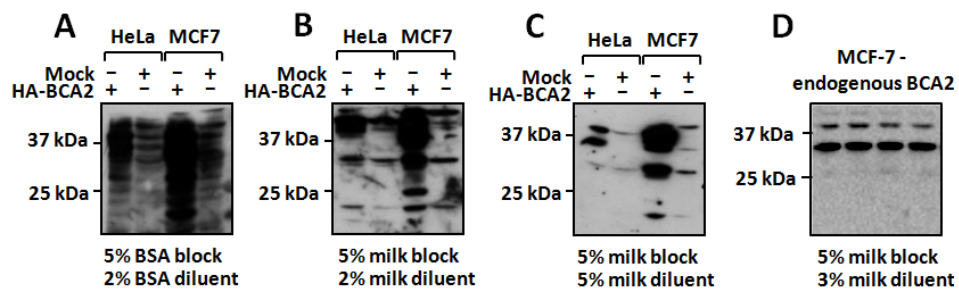 A
HeLa MCF7
Mock − + − +
HA-BCA2 + − + −
37 kDa
25 kDa
5% BSA block
2% BSA diluent
B
HeLa MCF7
Mock − + − +
HA-BCA2 + − + −
37 kDa
25 kDa
5% milk block
2% milk diluent
C
HeLa MCF7
Mock − + − +
HA-BCA2 + − + −
37 kDa
25 kDa
5% milk block
5% milk diluent
D
MCF-7 -
endogenous BCA2
37 kDa
25 kDa
5% milk block
3% milk diluent